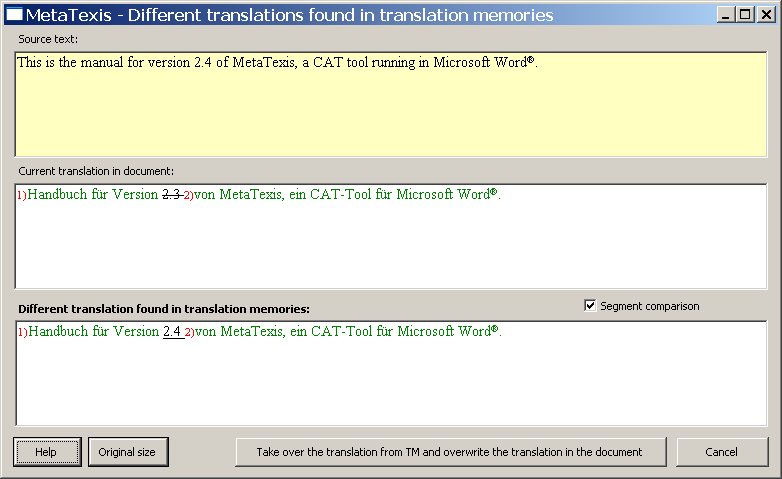 MetaTexis - Different translations found in translation memories
Source text:
This is the manual for version 2.4 of MetaTexis, a CAT tool running in Microsoft Word®.
Current translation in document:
1)Handbuch für Version 2.3 2)von MetaTexis, ein CAT-Tool für Microsoft Word®.
Different translation found in translation memories:
Segment comparison
1)Handbuch für Version 2.4 2)von MetaTexis, ein CAT-Tool für Microsoft Word®.
Help
Original size
Take over the translation from TM and overwrite the translation in the document
Cancel